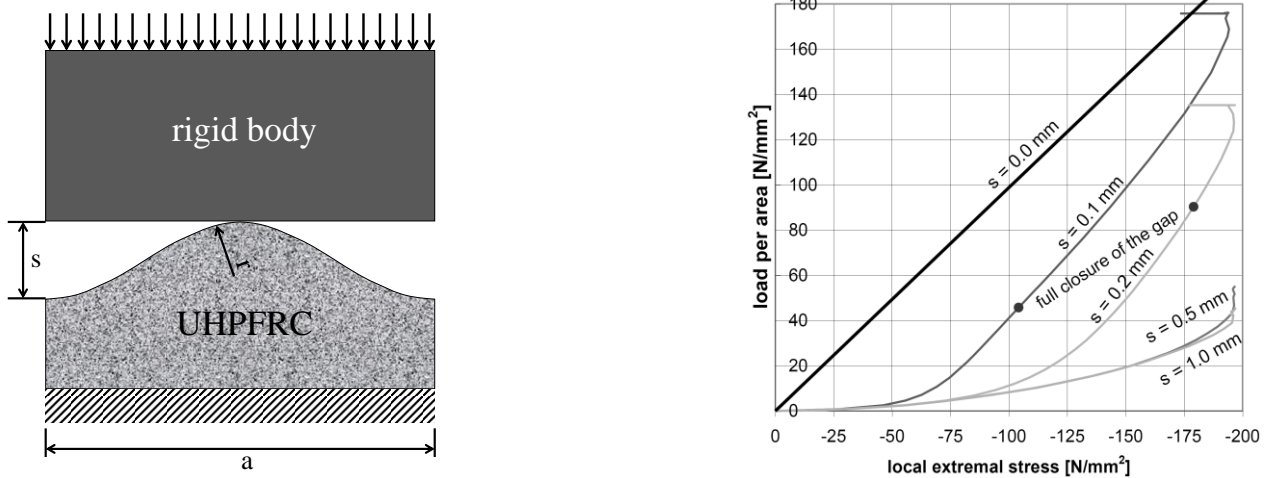 rigid body
s
r
UHPFRC
a
load per area [N/mm²]
180
160
140
120
100
80
60
40
20
0
s = 0.0 mm
s = 0.1 mm
full closure of the gap
s = 0.2 mm
s = 0.5 mm
s = 1.0 mm
0 -25 -50 -75 -100 -125 -150 -175 -200
local extremal stress [N/mm²]